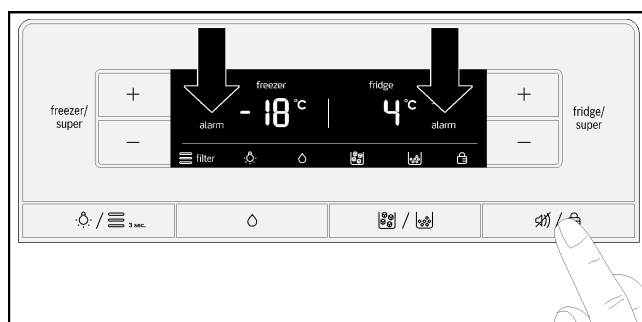 freezer
fridge
+
- 18 °C
4 °C
+
freezer/
super
alarm
alarm
fridge/
super
−
filter
−
/ 3 sec.
/
/